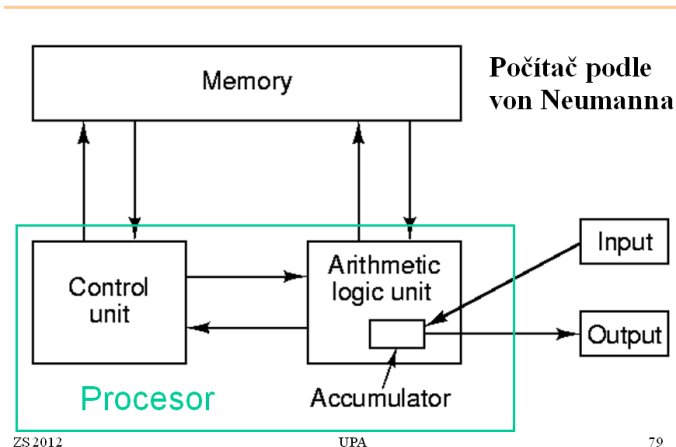 Memory
Počítač podle
von Neumanna
Control
unit
Arithmetic
logic unit
Input
Output
Procesor
Accumulator
ZS 2012
UPA
79